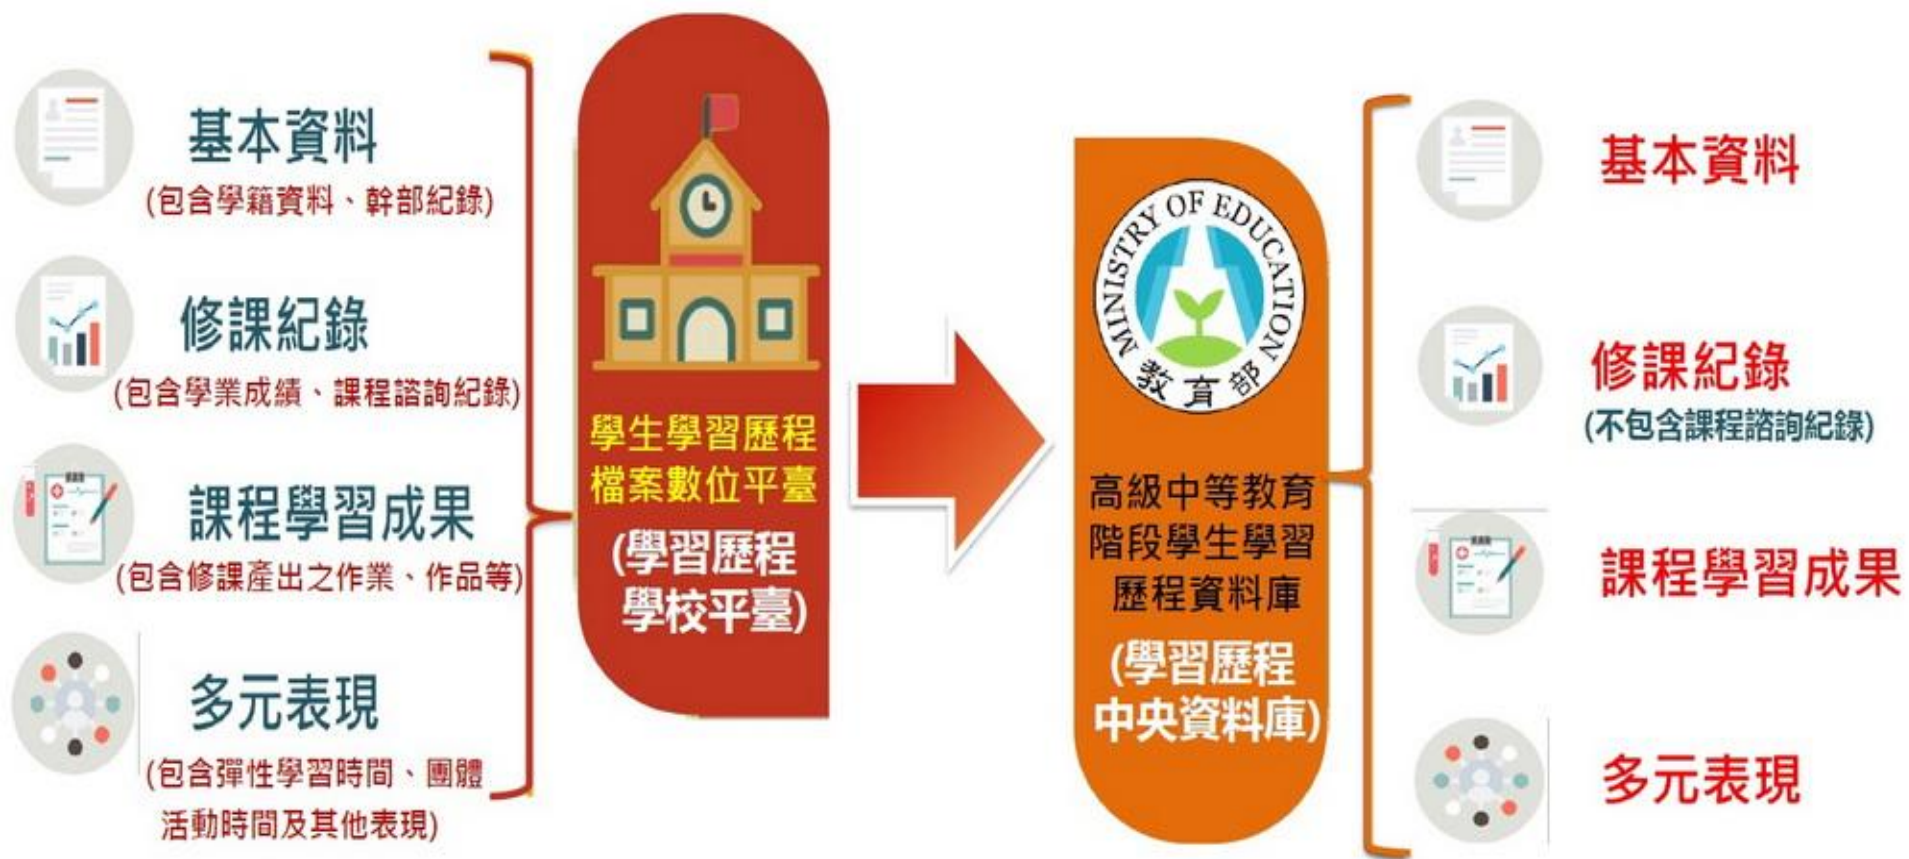 基本資料
(包含學籍資料、幹部紀錄)
修課紀錄
(包含學業成績、課程諮詢紀錄)
課程學習成果
(包含修課產出之作業、作品等)
多元表現
(包含彈性學習時間、團體
活動時間及其他表現)
學生學習歷程
檔案數位平臺
(學習歷程
學校平臺)
MINISTRY OF EDUCATION
教育部
高級中等教育
階段學生學習
歷程資料庫
(學習歷程
中央資料庫)
基本資料
修課紀錄
(不包含課程諮詢紀錄)
課程學習成果
多元表現